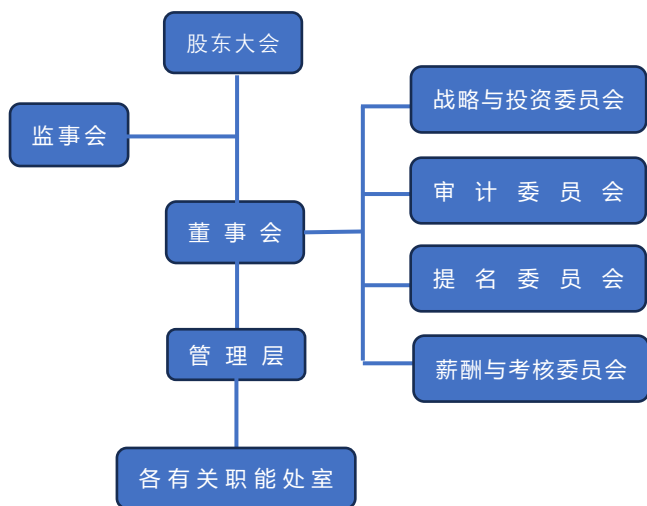 股东大会
监事会
董事会
管理层
各有关职能处室
战略与投资委员会
审计委员会
提名委员会
薪酬与考核委员会